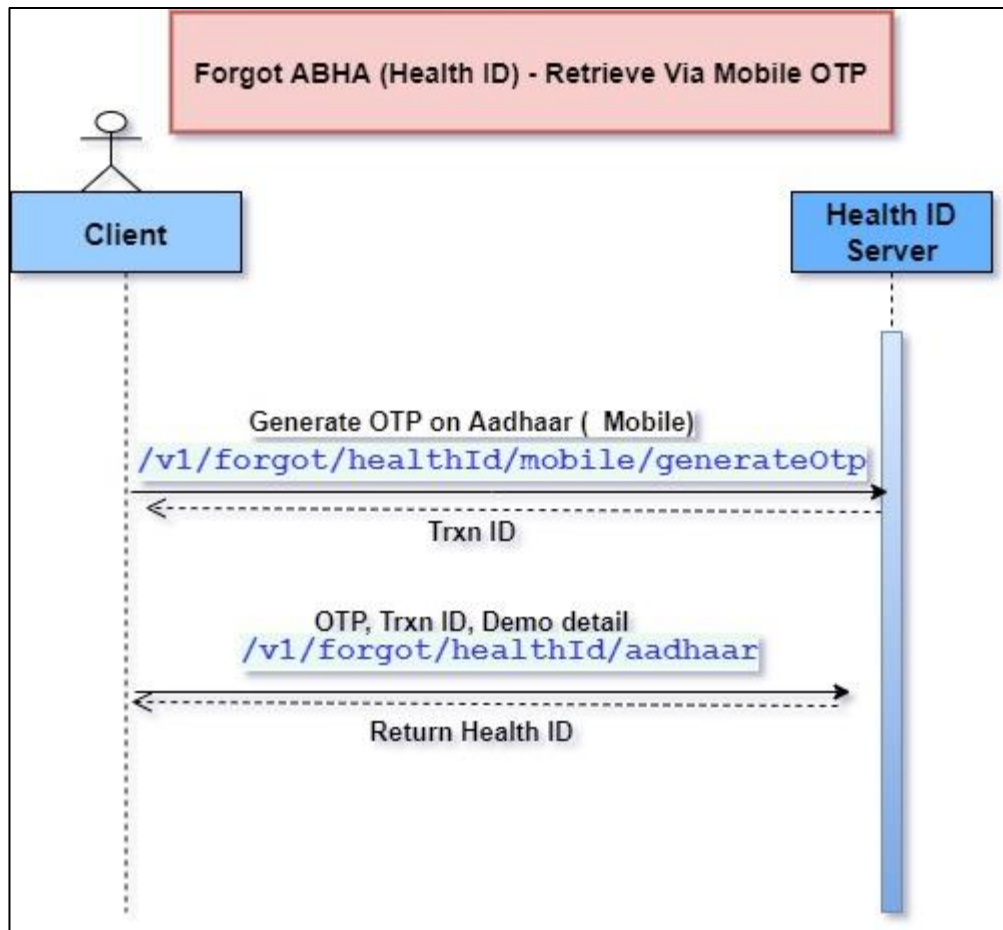 Forgot ABHA (Health ID) - Retrieve Via Mobile OTP
Client
Health ID
Server
Generate OTP on Aadhaar ( Mobile)
/v1/forgot/healthId/mobile/generateOtp
Trxn ID
OTP, Trxn ID, Demo detail
/v1/forgot/healthId/aadhaar
Return Health ID